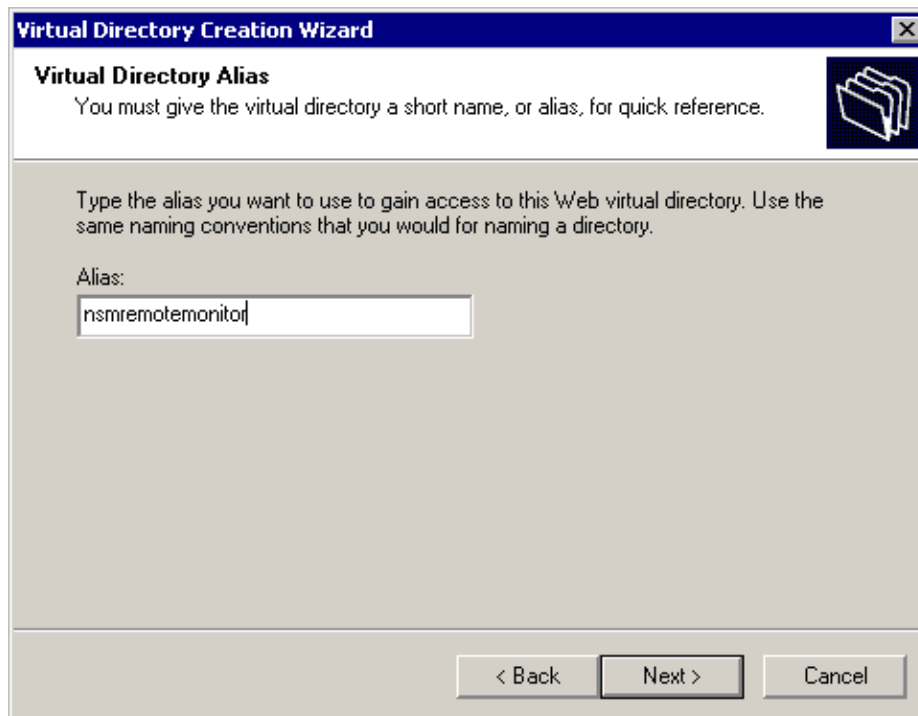 Virtual Directory Creation Wizard
Virtual Directory Alias
You must give the virtual directory a short name, or alias, for quick reference.
Type the alias you want to use to gain access to this Web virtual directory. Use the
same naming conventions that you would for naming a directory.
Alias:
nsmremotemonitor
< Back Next > Cancel